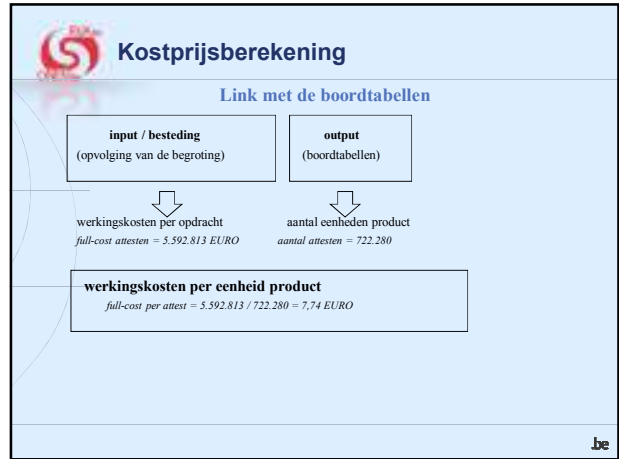 Kostprijsberekening
Link met de boordtabellen
input / besteding
(opvolging van de begroting)
output
(boordtabellen)
werkingskosten per opdracht
full-cost attesten = 5.592.813 EURO
aantal eenheden product
aantal attesten = 722.280
werkingskosten per eenheid product
full-cost per attest = 5.592.813 / 722.280 = 7,74 EURO
.be